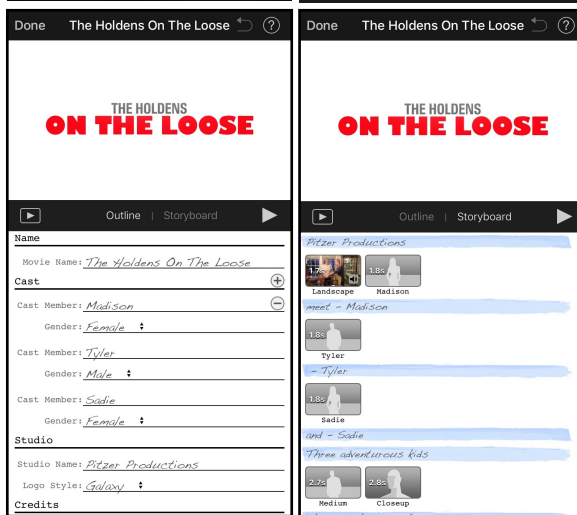 Done The Holdens On The Loose ?
THE HOLDENS
ON THE LOOSE
Outline | Storyboard
Name
Movie Name: The Holdens On The Loose
Cast
Cast Member: Madison
Gender: Female
Cast Member: Tyler
Gender: Male
Cast Member: Sadie
Gender: Female
Studio
Studio Name: Pitzer Productions
Logo Style: Galaxy
Credits
Done The Holdens On The Loose ?
THE HOLDENS
ON THE LOOSE
Outline | Storyboard
Pitzer Productions
1.7s 1.8s
Landscape Madison
meet - Madison
1.8s
Tyler
- Tyler
1.8s
Sadie
and - Sadie
Three adventurous kids
2.7s 2.8s
Medium Closeup